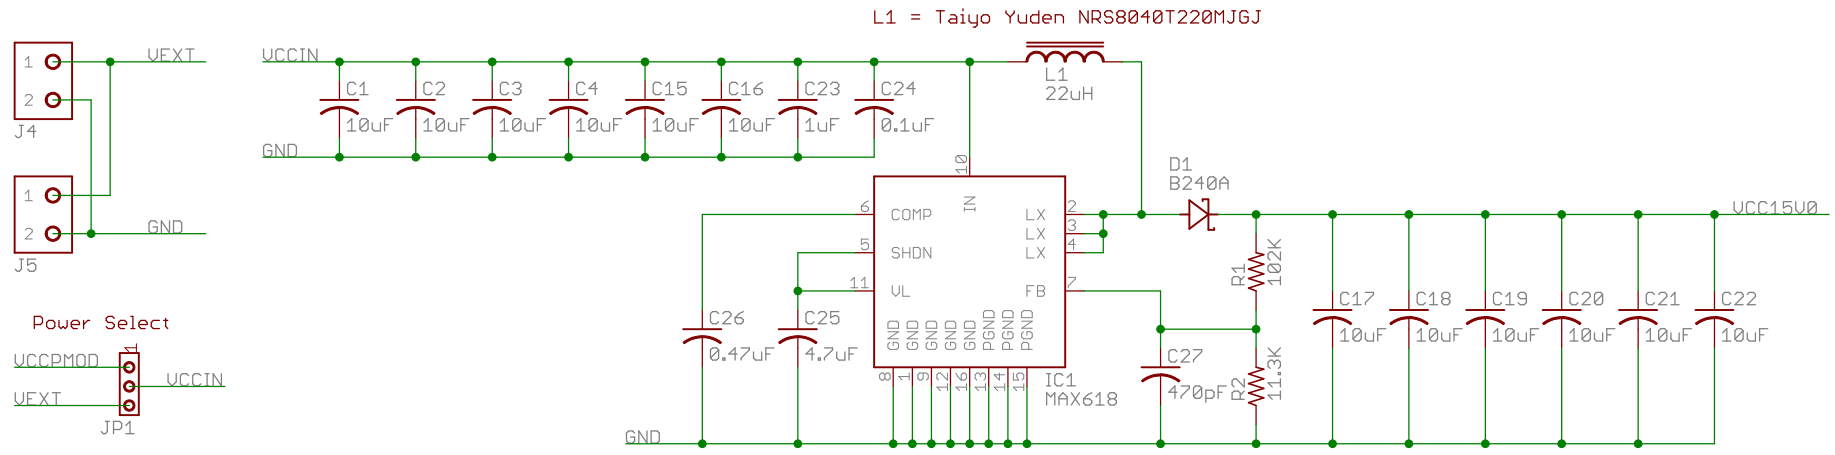 L1 = Taiyo Yuden NRS8040T220MJGJ
1
2
J4
VEXT
1
2
J5
GND
Power Select
VCCPMOD
VEXT
1
VCCIN
JP1
VCCIN
GND
C1
10uF
C2
10uF
C3
10uF
C4
10uF
C15
10uF
C16
10uF
C23
1uF
C24
0.1uF
L1
22uH
10
IN
6
COMP
5
SHDN
11
VL
LX
2
LX
3
LX
4
FB
7
GND
GND
GND
GND
GND
PGND
PGND
PGND
8
1
9
12
16
13
14
15
IC1
MAX618
C26
0.47uF
C25
4.7uF
GND
D1
B240A
R1
102K
C27
470pF
R2
11.3K
VCC15V0
C17
10uF
C18
10uF
C19
10uF
C20
10uF
C21
10uF
C22
10uF